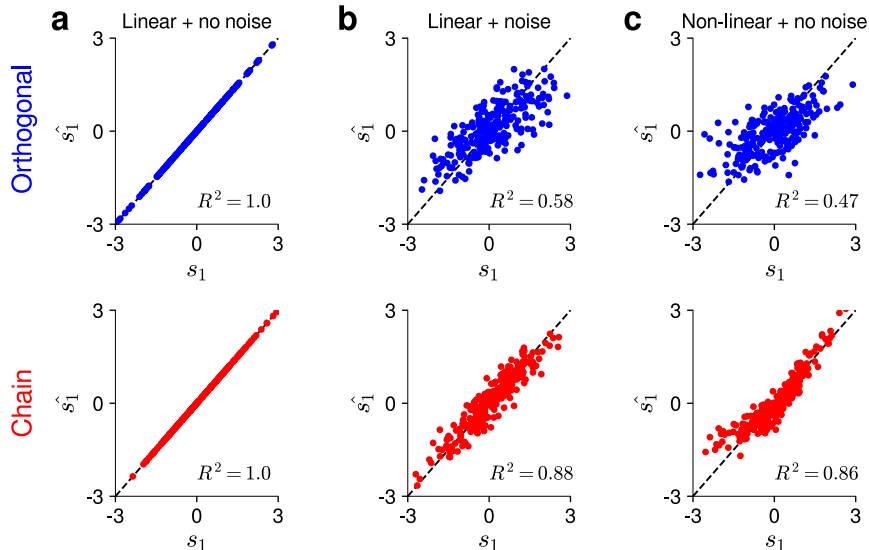 a Linear + no noise
b Linear + noise
c Non-linear + no noise
Orthogonal
3
0
-3
ŝ₁
R² = 1.0
-3 0 3
s₁
3
0
-3
ŝ₁
R² = 0.58
-3 0 3
s₁
3
0
-3
ŝ₁
R² = 0.47
-3 0 3
s₁
Chain
3
0
-3
ŝ₁
R² = 1.0
-3 0 3
s₁
3
0
-3
ŝ₁
R² = 0.88
-3 0 3
s₁
3
0
-3
ŝ₁
R² = 0.86
-3 0 3
s₁